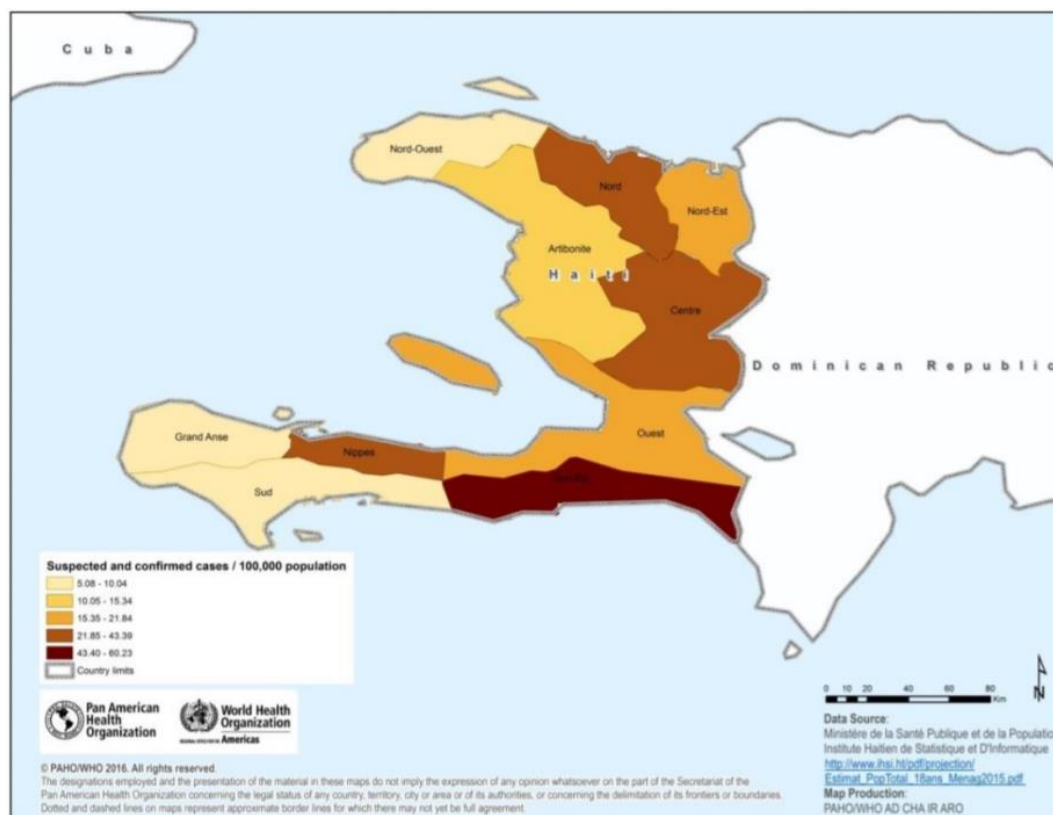 Cuba
Nord-Ouest
Nord
Nord-Est
Artibonite
Haiti
Centre
Dominican Republic
Ouest
Grand Anse
Nippes
Sud
Suspected and confirmed cases / 100,000 population
5.08 - 10.04
10.05 - 15.34
15.35 - 21.84
21.85 - 43.39
43.40 - 60.23
Country limits
Pan American
Health
Organization
World Health
Organization
Americas
0 5 10 20 40 60 80
Km
N
© PAHO/WHO 2016. All rights reserved.
The designations employed and the presentation of the material in these maps do not imply the expression of any opinion whatsoever on the part of the Secretariat of the
Pan American Health Organization concerning the legal status of any country, territory, city or area or of its authorities, or concerning the delimitation of its frontiers or boundaries.
Dotted and dashed lines on maps represent approximate border lines for which there may not yet be full agreement.
Data Source:
Ministère de la Santé Publique et de la Populatio
Institute Haitien de Statistique et D'Informatique
http://www.ihsi.ht/pdf/projection/
Estimat_PopTotal_18ans_Menag2015.pdf
Map Production:
PAHO/WHO AD CHA IR ARO